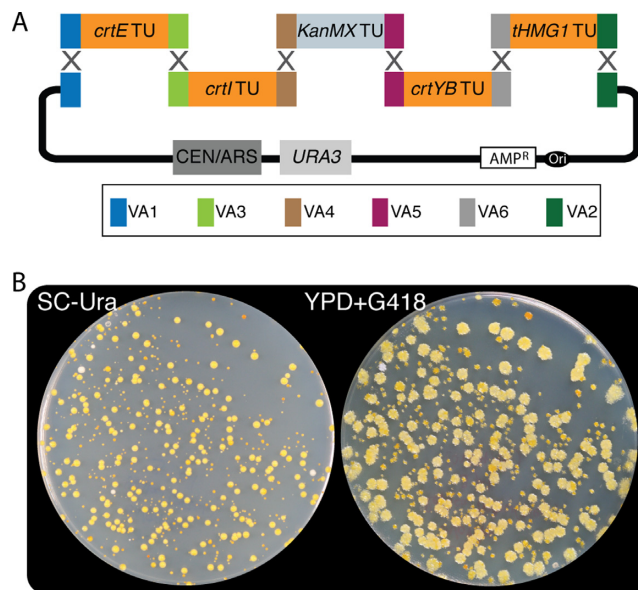 A
crtE TU
KanMX TU
tHMG1 TU
X X X X X X
crtI TU
crtYB TU
CEN/ARS
URA3
AMPR
Ori
VA1 VA3 VA4 VA5 VA6 VA2
B
SC-Ura
YPD+G418